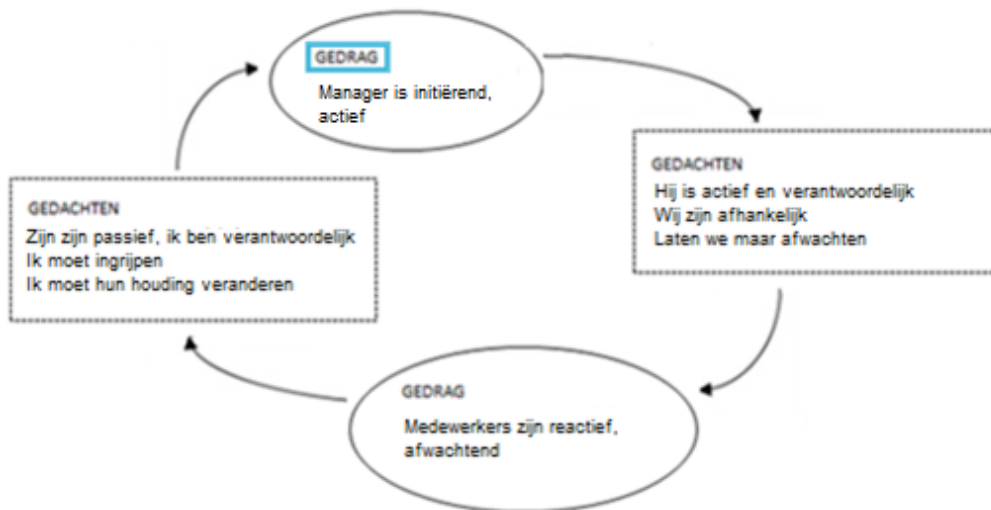 GEDRAG
Manager is initiërend,
actief
GEDACHTEN
Hij is actief en verantwoordelijk
Wij zijn afhankelijk
Laten we maar afwachten
GEDRAG
Medewerkers zijn reactief,
afwachtend
GEDACHTEN
Zijn zijn passief, ik ben verantwoordelijk
Ik moet ingrijpen
Ik moet hun houding veranderen